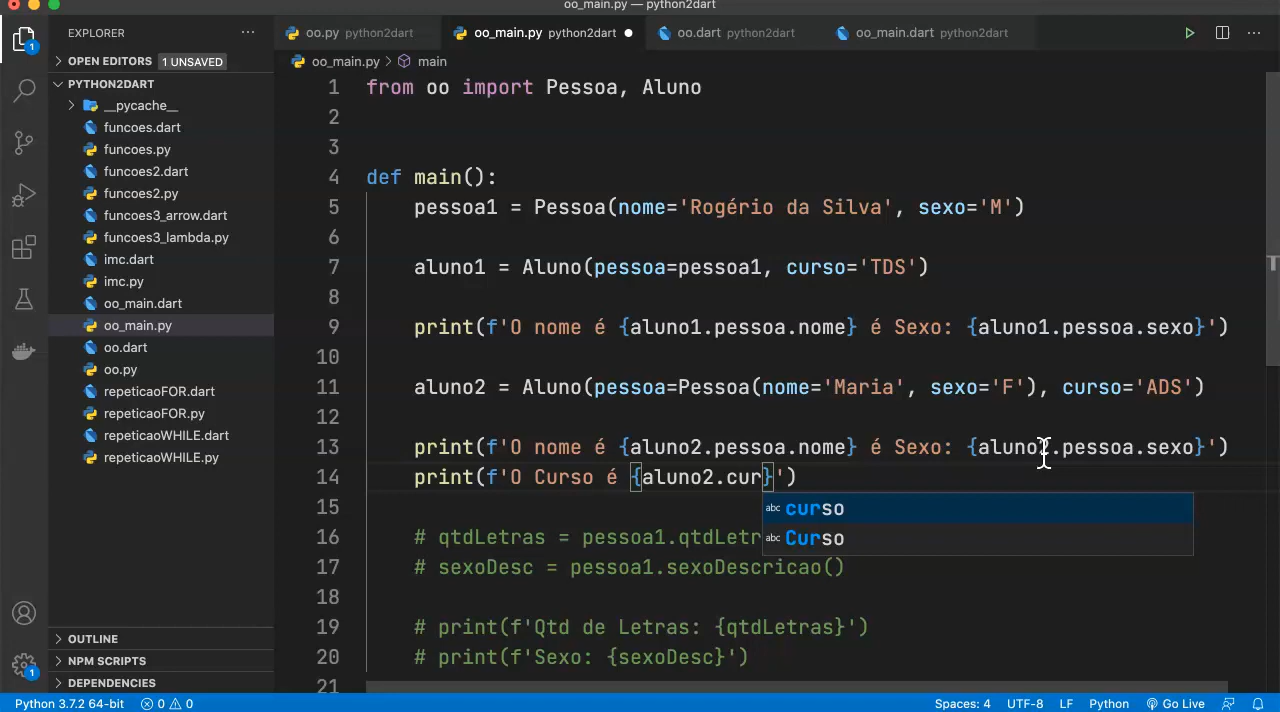 oo_main.py — python2dart
EXPLORER
oo.py python2dart
oo_main.py python2dart
oo.dart python2dart
oo_main.dart python2dart
OPEN EDITORS 1 UNSAVED
oo_main.py > main
PYTHON2DART
__pycache__
funcoes.dart
funcoes.py
funcoes2.dart
funcoes2.py
funcoes3_arrow.dart
funcoes3_lambda.py
imc.dart
imc.py
oo_main.dart
oo_main.py
oo.dart
oo.py
repeticaoFOR.dart
repeticaoFOR.py
repeticaoWHILE.dart
repeticaoWHILE.py
OUTLINE
NPM SCRIPTS
DEPENDENCIES
1
1
1 from oo import Pessoa, Aluno
2
3
4 def main():
5 pessoa1 = Pessoa(nome='Rogério da Silva', sexo='M')
6
7 aluno1 = Aluno(pessoa=pessoa1, curso='TDS')
8
9 print(f'O nome é {aluno1.pessoa.nome} é Sexo: {aluno1.pessoa.sexo}')
10
11 aluno2 = Aluno(pessoa=Pessoa(nome='Maria', sexo='F'), curso='ADS')
12
13 print(f'O nome é {aluno2.pessoa.nome} é Sexo: {aluno2.pessoa.sexo}')
14 print(f'O Curso é {aluno2.cur}')
abc curso
abc Curso
15
16 # qtdLetras = pessoa1.qtdLetr
17 # sexoDesc = pessoa1.sexoDescricao()
18
19 # print(f'Qtd de Letras: {qtdLetras}')
20 # print(f'Sexo: {sexoDesc}')
21
Python 3.7.2 64-bit 0 0 Spaces: 4 UTF-8 LF Python Go Live